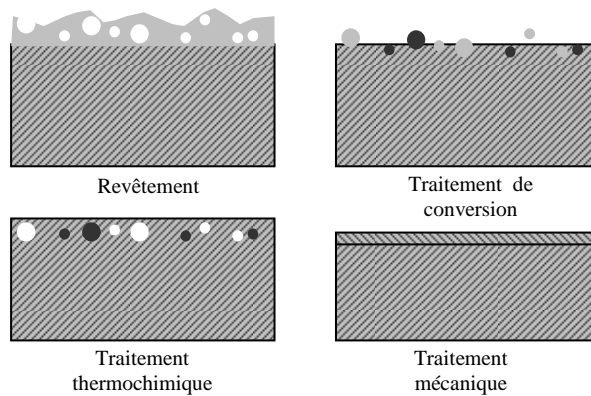 Revêtement
Traitement de
conversion
Traitement
thermochimique
Traitement
mécanique